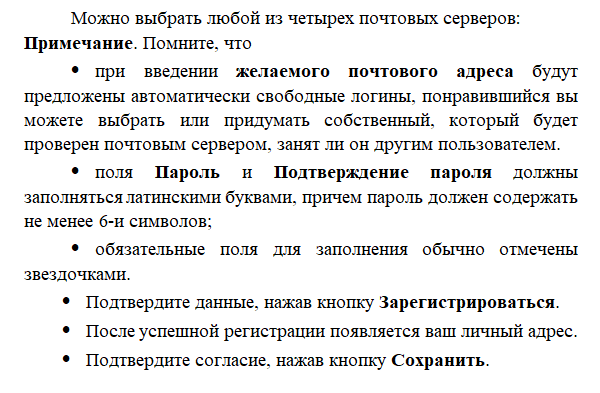 Можно выбрать любой из четырех почтовых серверов:
Примечание. Помните, что
• при введении желаемого почтового адреса будут
предложены автоматически свободные логины, понравившийся вы
можете выбрать или придумать собственный, который будет
проверен почтовым сервером, занят ли он другим пользователем.
• поля Пароль и Подтверждение пароля должны
заполняться латинскими буквами, причем пароль должен содержать
не менее 6-и символов;
• обязательные поля для заполнения обычно отмечены
звездочками.
• Подтвердите данные, нажав кнопку Зарегистрироваться.
• После успешной регистрации появляется ваш личный адрес.
• Подтвердите согласие, нажав кнопку Сохранить.